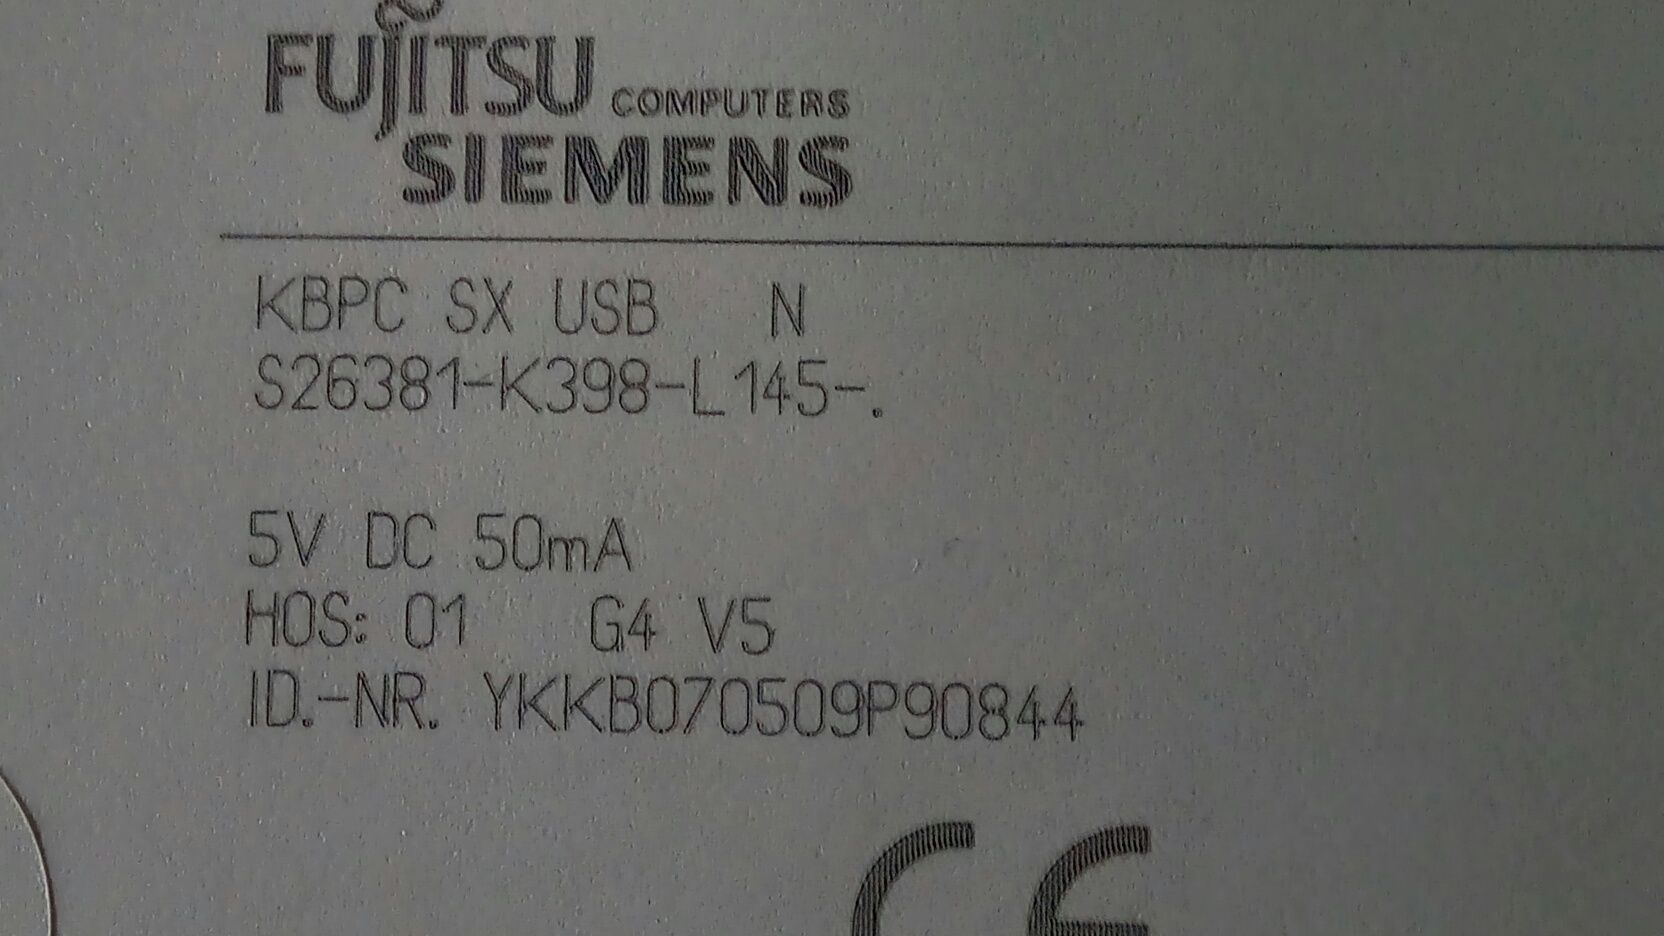 FUJITSU COMPUTERS
SIEMENS
KBPC SX USB N
S26381-K398-L145-.
5V DC 50mA
HOS: 01 G4 V5
ID.-NR. YKKB070509P90844
CE